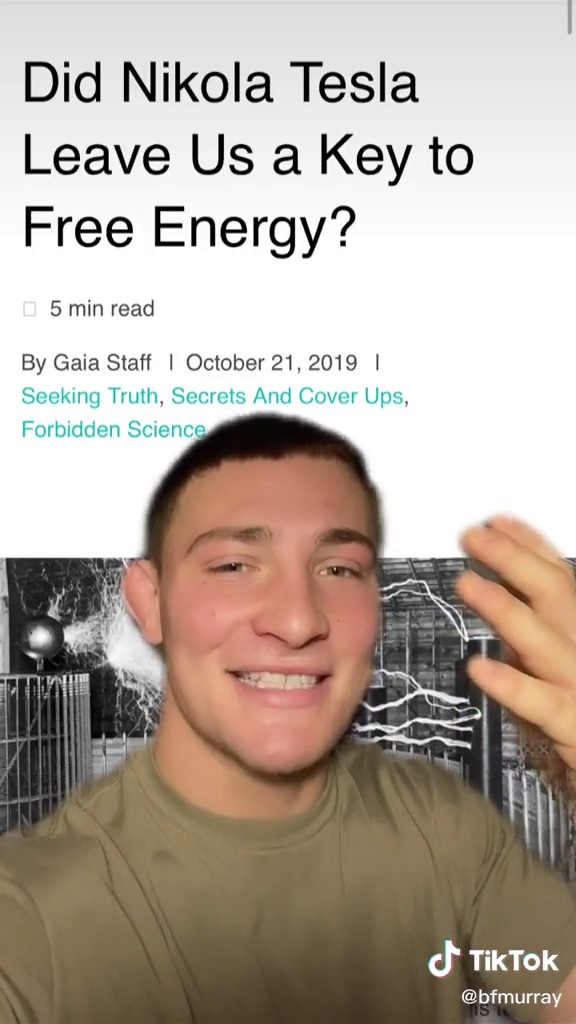 Did Nikola Tesla
Leave Us a Key to
Free Energy?
5 min read
By Gaia Staff | October 21, 2019 |
Seeking Truth, Secrets And Cover Ups,
Forbidden Science
TikTok
@bfmurray